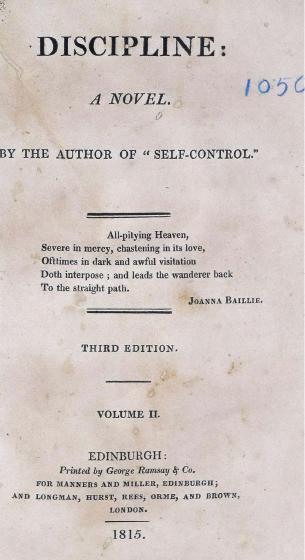 DISCIPLINE:
A NOVEL.
BY THE AUTHOR OF “ SELF-CONTROL.”
All-pitying Heaven,
Severe in mercy, chastening in its love,
Ofttimes in dark and awful visitation
Doth interpose ; and leads the wanderer back
To the straight path.
JOANNA BAILLIE.
THIRD EDITION.
VOLUME II.
EDINBURGH:
Printed by George Ramsay & Co.
FOR MANNERS AND MILLER, EDINBURGH;
AND LONGMAN, HURST, REES, ORME, AND BROWN,
LONDON.
1815.